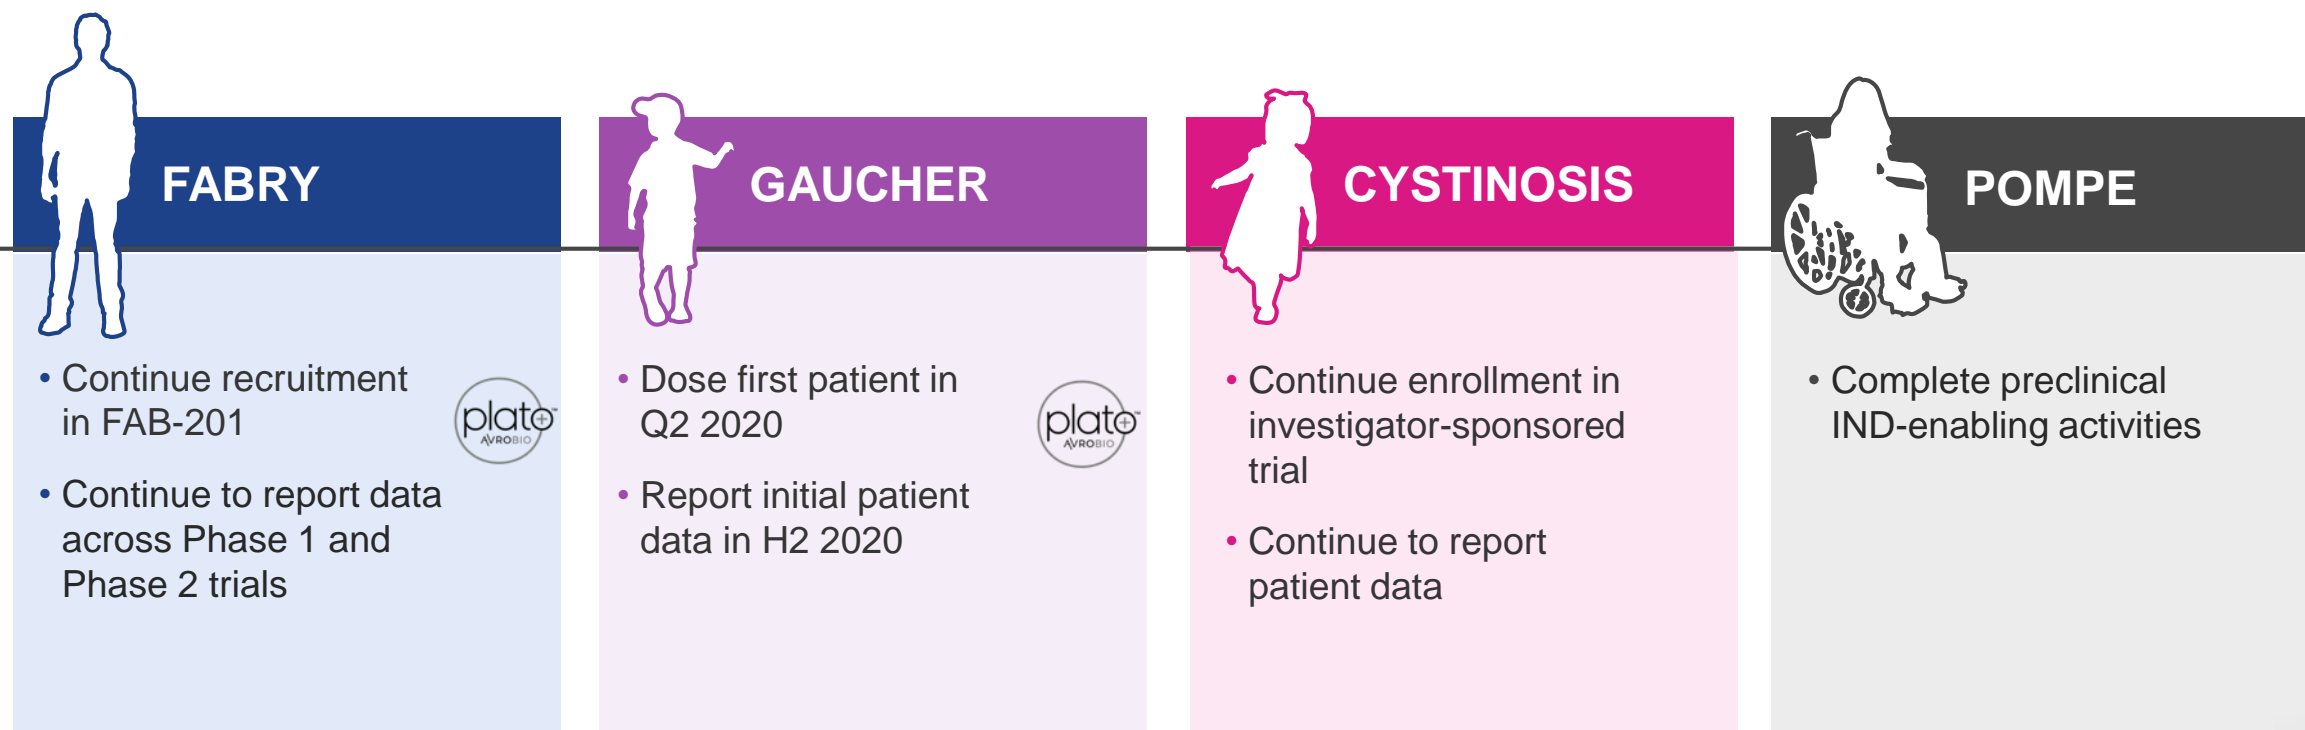 FABRY
• Continue recruitment
in FAB-201
plato™
AVROBIO
• Continue to report data
across Phase 1 and
Phase 2 trials
GAUCHER
• Dose first patient in
Q2 2020
plato™
AVROBIO
• Report initial patient
data in H2 2020
CYSTINOSIS
• Continue enrollment in
investigator-sponsored
trial
• Continue to report
patient data
POMPE
• Complete preclinical
IND-enabling activities